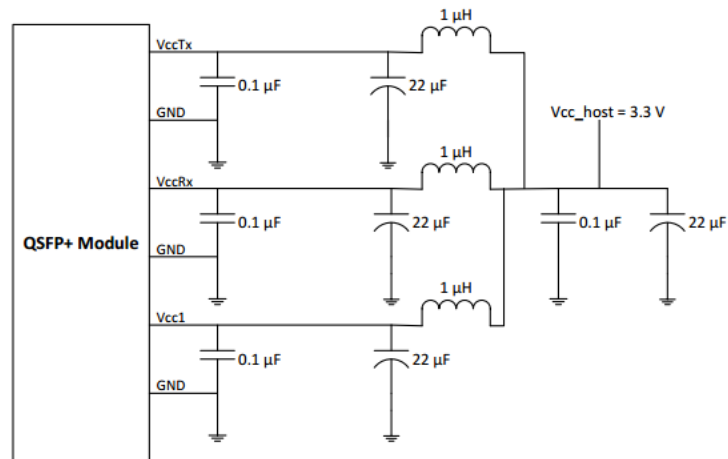 1 µH
VccTx
0.1 µF
22 µF
GND
Vcc_host = 3.3 V
1 µH
VccRx
0.1 µF
22 µF
0.1 µF
22 µF
QSFP+ Module
GND
1 µH
Vcc1
0.1 µF
22 µF
GND